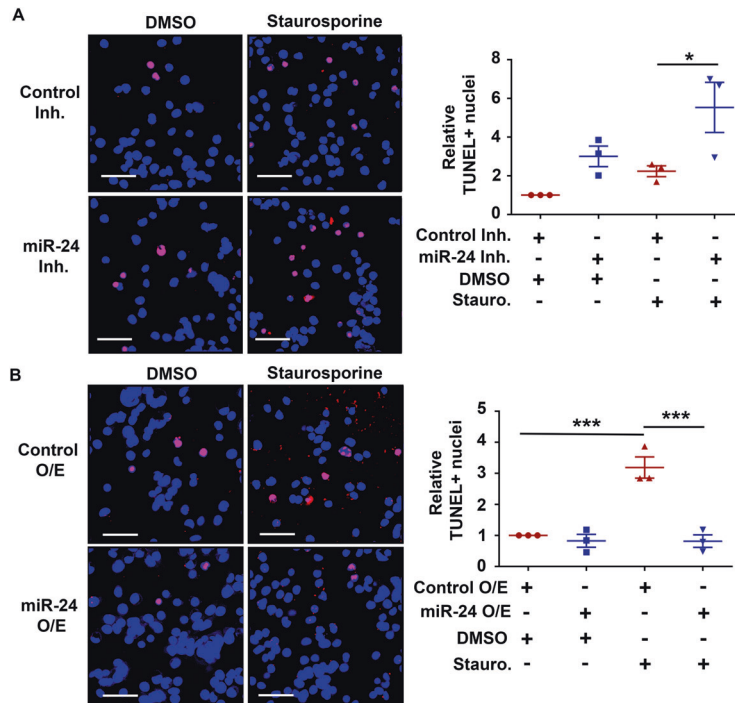 A
DMSO
Staurosporine
Control
Inh.
miR-24
Inh.
Relative
TUNEL+ nuclei
8
6
4
2
0
*
Control Inh. + - + -
miR-24 Inh. - + - +
DMSO + + - -
Stauro. - - + +
B
DMSO
Staurosporine
Control
O/E
miR-24
O/E
Relative
TUNEL+ nuclei
5
4
3
2
1
0
*** ***
Control O/E + - + -
miR-24 O/E - + - +
DMSO + + - -
Stauro. - - + +